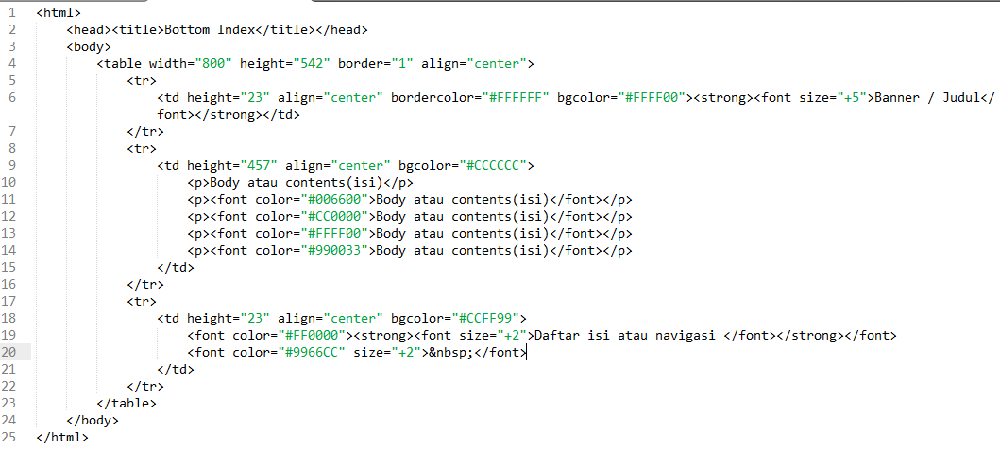 1 <html>
2     <head><title>Bottom Index</title></head>
3     <body>
4         <table width="800" height="542" border="1" align="center">
5             <tr>
6                 <td height="23" align="center" bordercolor="#FFFFFF" bgcolor="#FFFF00"><strong><font size="+5">Banner / Judul</
                font></strong></td>
7             </tr>
8             <tr>
9                 <td height="457" align="center" bgcolor="#CCCCCC">
10                     <p>Body atau contents(isi)</p>
11                     <p><font color="#006600">Body atau contents(isi)</font></p>
12                     <p><font color="#CC0000">Body atau contents(isi)</font></p>
13                     <p><font color="#FFFF00">Body atau contents(isi)</font></p>
14                     <p><font color="#990033">Body atau contents(isi)</font></p>
15                 </td>
16             </tr>
17             <tr>
18                 <td height="23" align="center" bgcolor="#CCFF99">
19                     <font color="#FF0000"><strong><font size="+2">Daftar isi atau navigasi </font></strong></font>
20                     <font color="#9966CC" size="+2">&nbsp;</font>
21                 </td>
22             </tr>
23         </table>
24     </body>
25 </html>